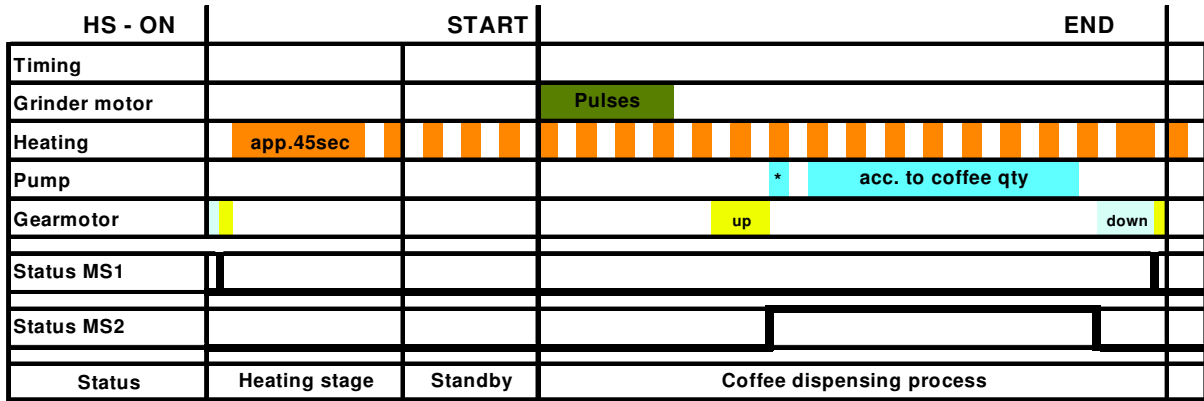 HS - ON START END
Timing
Grinder motor Pulses
Heating app.45sec
Pump * acc. to coffee qty
Gearmotor up down
Status MS1
Status MS2
Status Heating stage Standby Coffee dispensing process